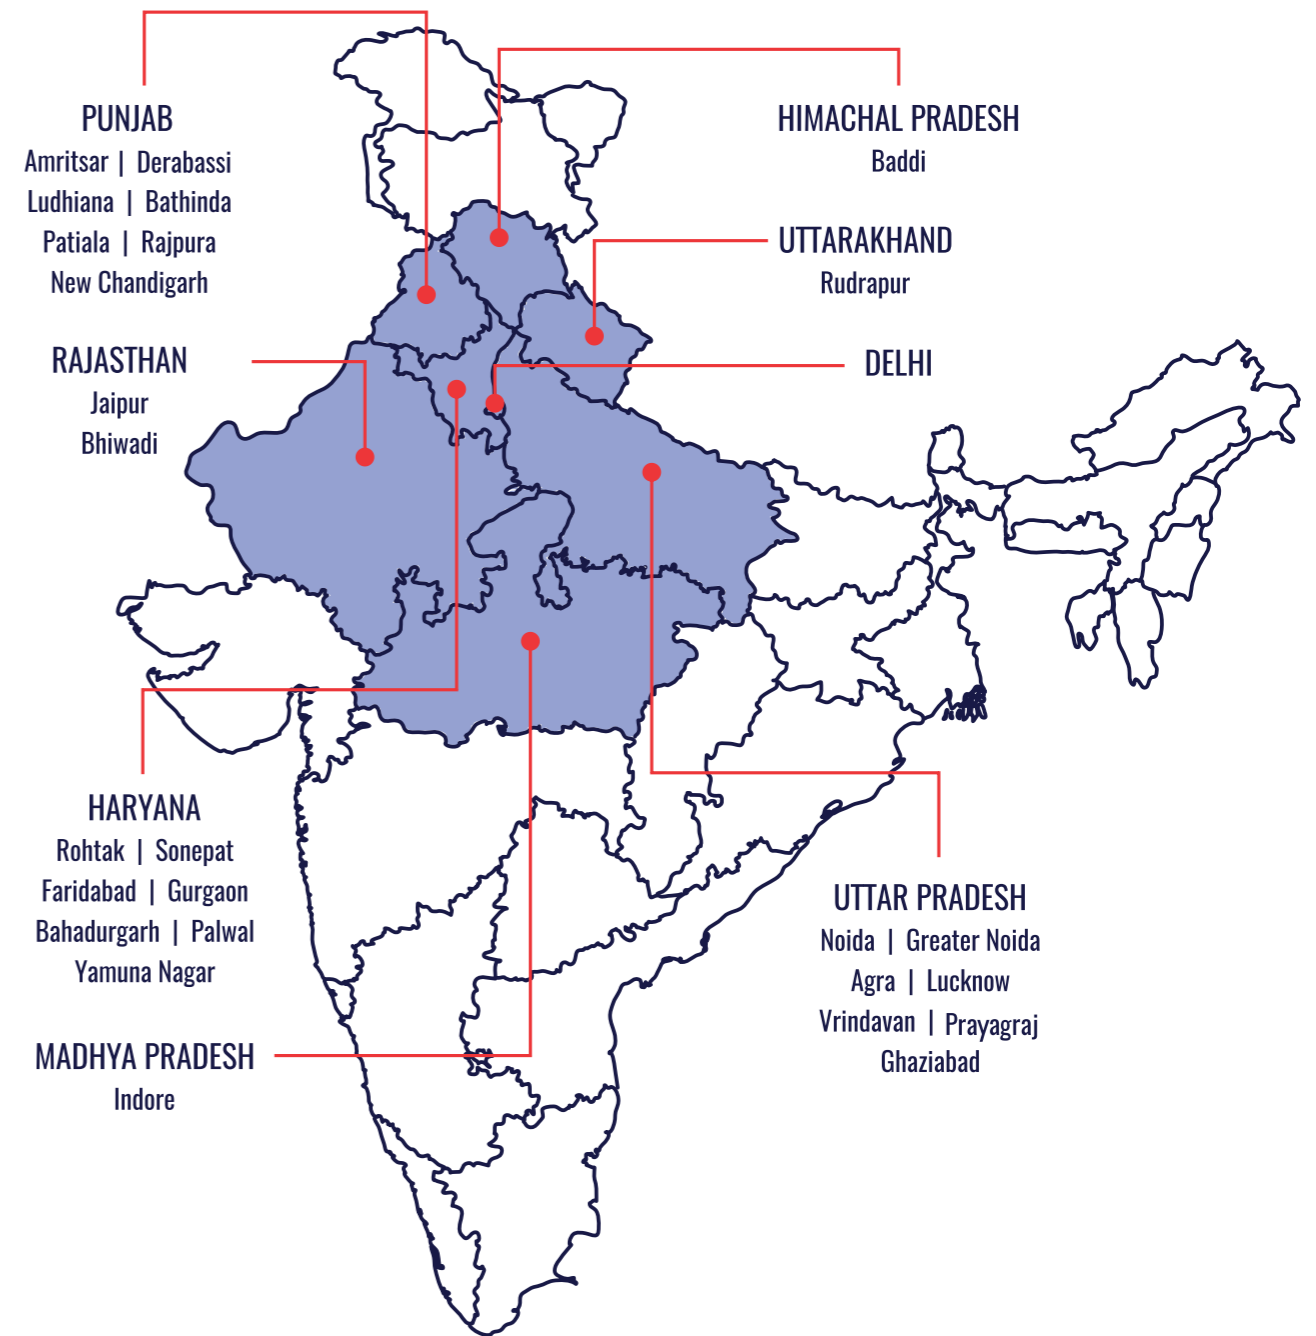 PUNJAB
Amritsar | Derabassi
Ludhiana | Bathinda
Patiala | Rajpura
New Chandigarh
HIMACHAL PRADESH
Baddi
UTTARAKHAND
Rudrapur
RAJASTHAN
Jaipur
Bhiwadi
DELHI
HARYANA
Rohtak | Sonepat
Faridabad | Gurgaon
Bahadurgarh | Palwal
Yamuna Nagar
UTTAR PRADESH
Noida | Greater Noida
Agra | Lucknow
Vrindavan | Prayagraj
Ghaziabad
MADHYA PRADESH
Indore